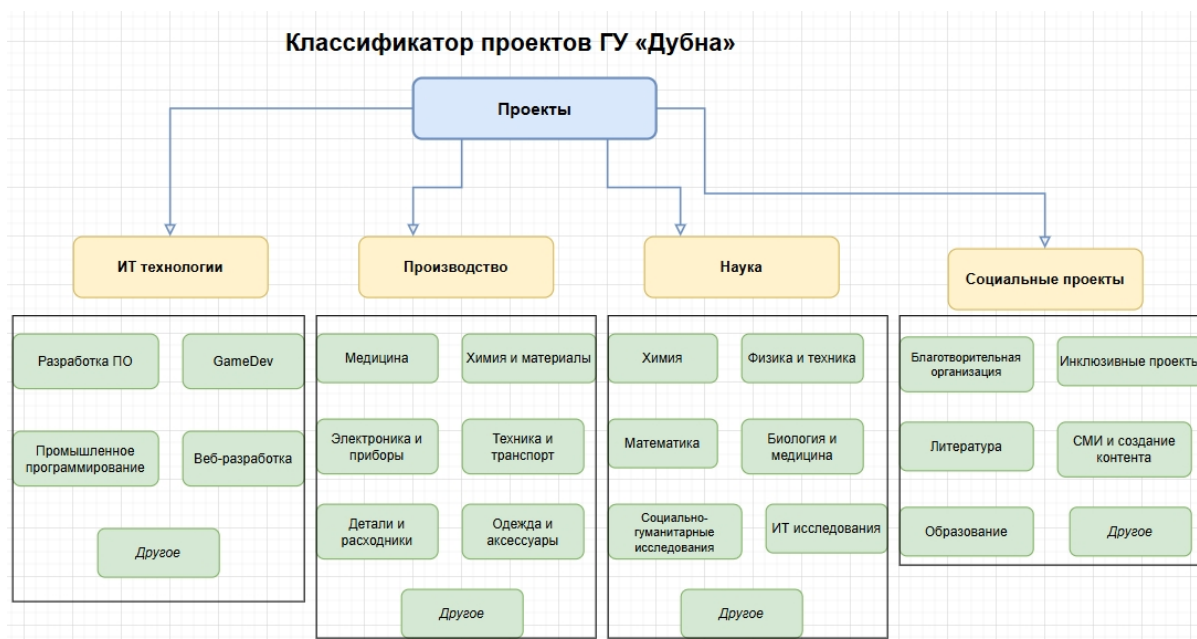 Классификатор проектов ГУ «Дубна»
Проекты
ИТ технологии
Производство
Наука
Социальные проекты
Разработка ПО
GameDev
Промышленное
программирование
Веб-разработка
Другое
Медицина
Химия и материалы
Электроника и
приборы
Техника и
транспорт
Детали и
расходники
Одежда и
аксессуары
Другое
Химия
Физика и техника
Математика
Биология и
медицина
Социально-
гуманитарные
исследования
ИТ исследования
Другое
Благотворительная
организация
Инклюзивные проекты
Литература
СМИ и создание
контента
Образование
Другое